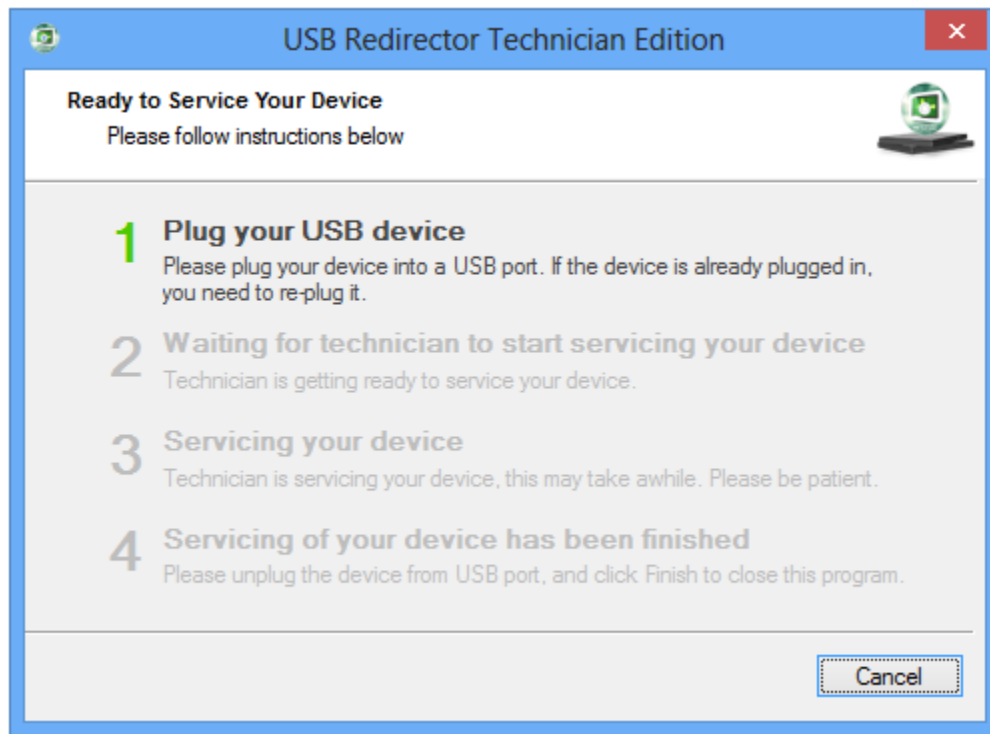 USB Redirector Technician Edition
Ready to Service Your Device
Please follow instructions below
1 Plug your USB device
Please plug your device into a USB port. If the device is already plugged in,
you need to re-plug it.
2 Waiting for technician to start servicing your device
Technician is getting ready to service your device.
3 Servicing your device
Technician is servicing your device, this may take awhile. Please be patient.
4 Servicing of your device has been finished
Please unplug the device from USB port, and click Finish to close this program.
Cancel